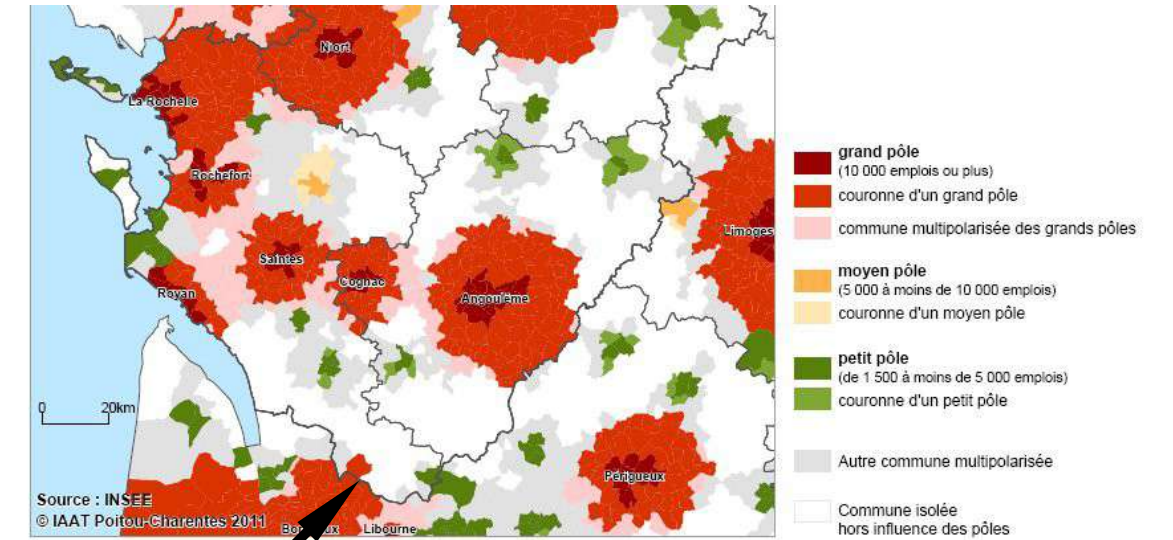 Niort
La Rochelle
Rochefort
Limoges
Saintes
Cognac
Royan
Angoulème
0 20km
Périgueux
Source : INSEE
© IAAT Poitou-Charentes 2011
Libourne
grand pôle
(10 000 emplois ou plus)
couronne d'un grand pôle
commune multipolarisée des grands pôles
moyen pôle
(5 000 à moins de 10 000 emplois)
couronne d'un moyen pôle
petit pôle
(de 1 500 à moins de 5 000 emplois)
couronne d'un petit pôle
Autre commune multipolarisée
Commune isolée
hors influence des pôles